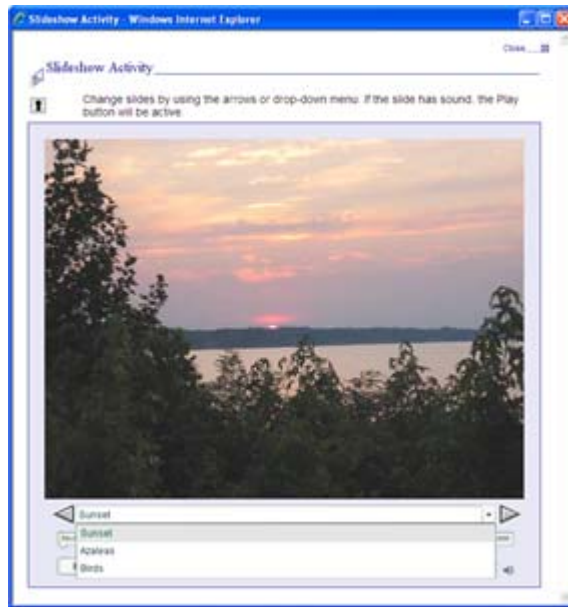 Slideshow Activity - Windows Internet Explorer
Close
Slideshow Activity
Change slides by using the arrows or drop-down menu. If the slide has sound, the Play
button will be active.
Sunset
Sunset
Azaleas
Birds